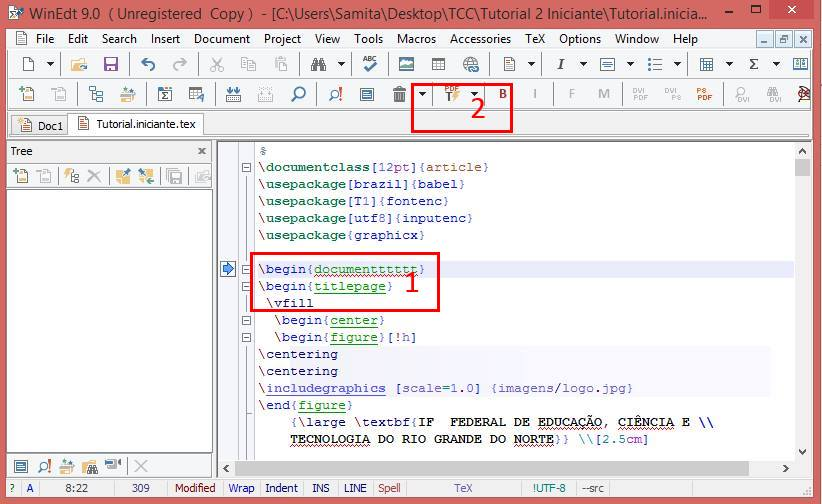 WinEdt 9.0 ( Unregistered Copy ) - [C:\Users\Samita\Desktop\TCC\Tutorial 2 Iniciante\Tutorial.inicia...
File Edit Search Insert Document Project View Tools Macros Accessories TeX Options Window Help
ABC
PDF 2 B I F M DVI PDF DVI PS PS PDF DVI DVI
Doc1 Tutorial.iniciante.tex
Tree
%
\documentclass[12pt]{article}
\usepackage[brazil]{babel}
\usepackage[T1]{fontenc}
\usepackage[utf8]{inputenc}
\usepackage{graphicx}
\begin{documentttttt}
\begin{titlepage} 1
\vfill
\begin{center}
\begin{figure}[!h]
\centering
\centering
\includegraphics [scale=1.0] {imagens/logo.jpg}
\end{figure}
{\large \textbf{IF FEDERAL DE EDUCAÇÃO, CIÊNCIA E \\
TECNOLOGIA DO RIO GRANDE DO NORTE}} \\[2.5cm]
? A 8:22 309 Modified Wrap Indent INS LINE Spell TeX !UTF-8 --src